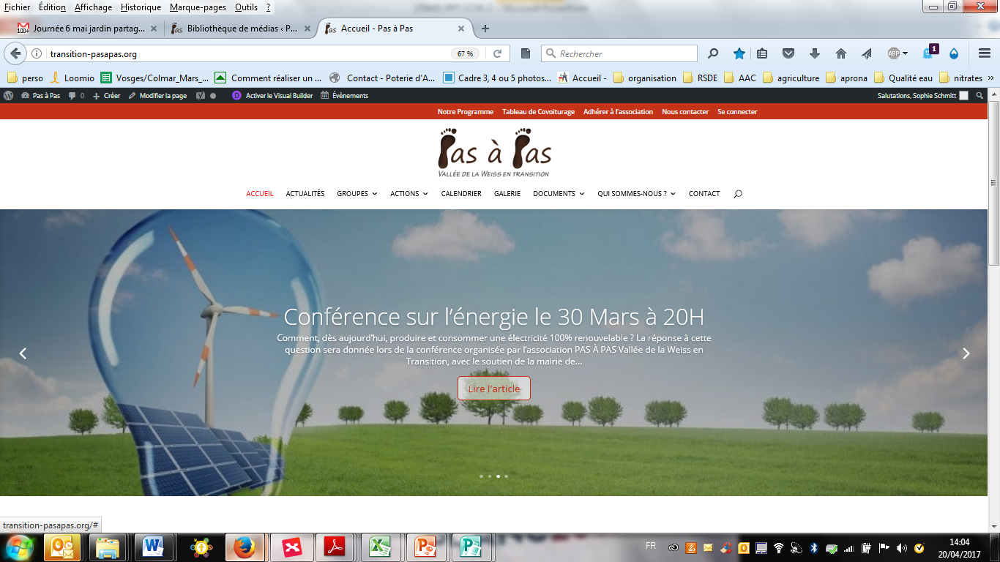 Fichier Édition Affichage Historique Marque-pages Outils ?
100+ Journée 6 mai jardin partag... Bibliothèque de médias ‹ P... Accueil - Pas à Pas
transition-pasapas.org 67 % Rechercher ABP 1
perso Loomio Vosges/Colmar_Mars_... Comment réaliser un ... Contact - Poterie d'A... Cadre 3, 4 ou 5 photos... Accueil - organisation RSDE AAC agriculture aprona Qualité eau nitrates »
Pas à Pas 0 Créer Modifier la page D Activer le Visual Builder Évènements Salutations, Sophie Schmitt
Notre Programme Tableau de Covoiturage Adhérer à l'association Nous contacter Se connecter
Pas à Pas
Vallée de la Weiss en transition
ACCUEIL ACTUALITÉS GROUPES ACTIONS CALENDRIER GALERIE DOCUMENTS QUI SOMMES-NOUS ? CONTACT
Conférence sur l'énergie le 30 Mars à 20H
Comment, dès aujourd'hui, produire et consommer une électricité 100% renouvelable ? La réponse à cette
question sera donnée lors de la conférence organisée par l'association PAS À PAS Vallée de la Weiss en
Transition, avec le soutien de la mairie de...
Lire l'article
transition-pasapas.org/#
FR 14:04
20/04/2017